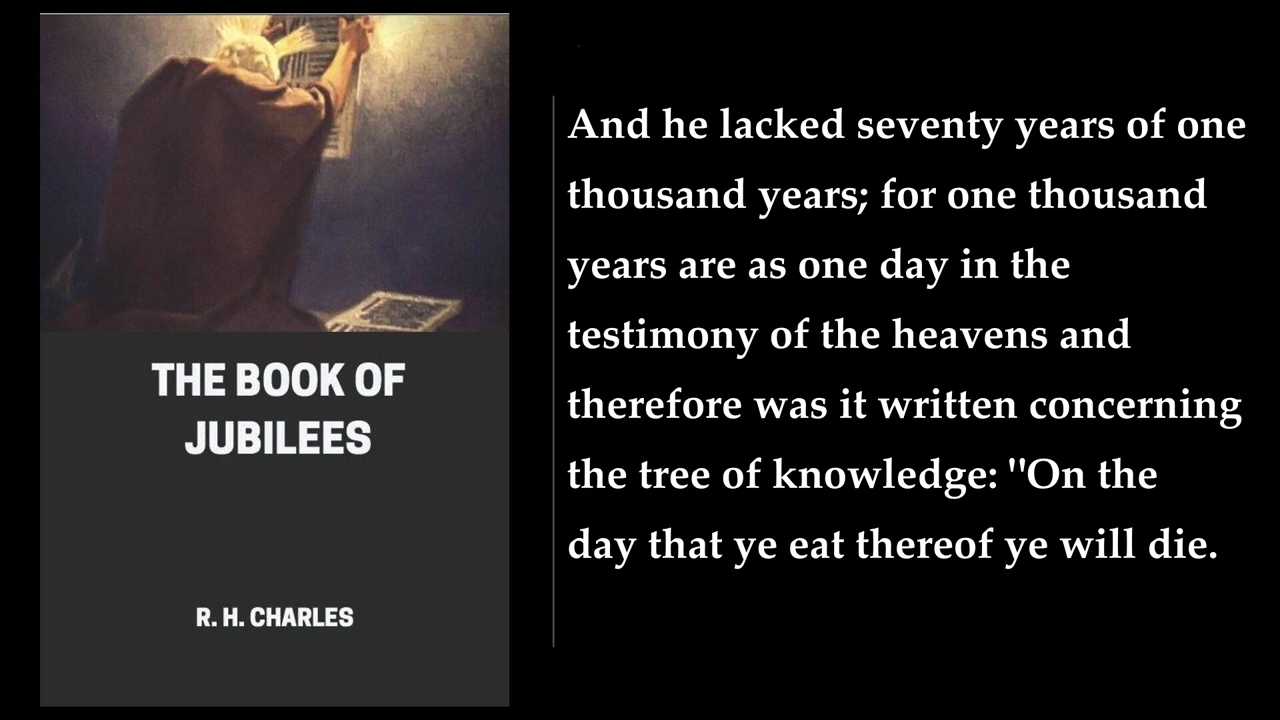 THE BOOK OF
JUBILEES
R. H. CHARLES
And he lacked seventy years of one
thousand years; for one thousand
years are as one day in the
testimony of the heavens and
therefore was it written concerning
the tree of knowledge: "On the
day that ye eat thereof ye will die.